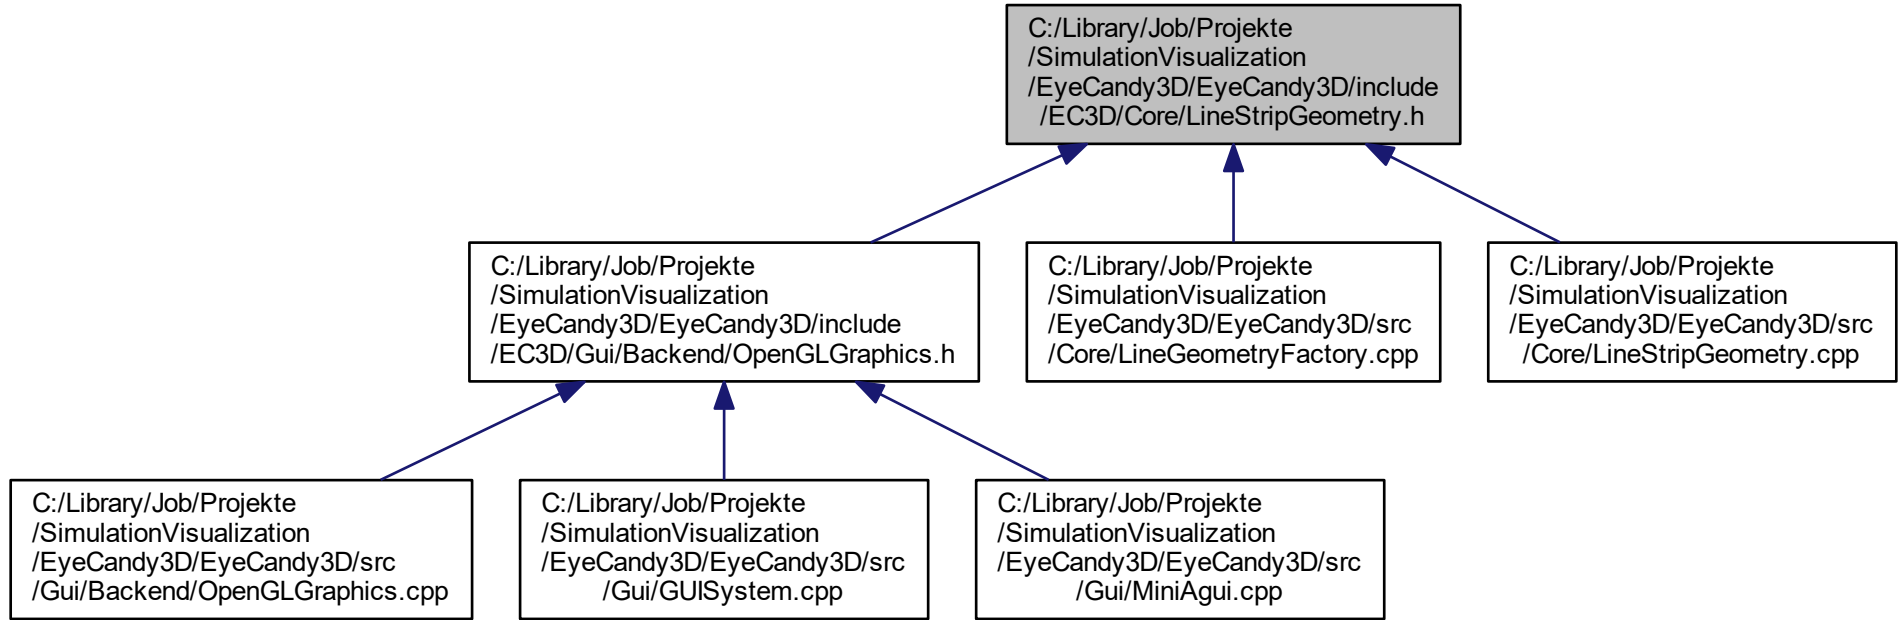 C:/Library/Job/Projekte
/SimulationVisualization
/EyeCandy3D/EyeCandy3D/include
/EC3D/Core/LineStripGeometry.h
C:/Library/Job/Projekte
/SimulationVisualization
/EyeCandy3D/EyeCandy3D/include
/EC3D/Gui/Backend/OpenGLGraphics.h
C:/Library/Job/Projekte
/SimulationVisualization
/EyeCandy3D/EyeCandy3D/src
/Core/LineGeometryFactory.cpp
C:/Library/Job/Projekte
/SimulationVisualization
/EyeCandy3D/EyeCandy3D/src
/Core/LineStripGeometry.cpp
C:/Library/Job/Projekte
/SimulationVisualization
/EyeCandy3D/EyeCandy3D/src
/Gui/Backend/OpenGLGraphics.cpp
C:/Library/Job/Projekte
/SimulationVisualization
/EyeCandy3D/EyeCandy3D/src
/Gui/GUISystem.cpp
C:/Library/Job/Projekte
/SimulationVisualization
/EyeCandy3D/EyeCandy3D/src
/Gui/MiniAgui.cpp